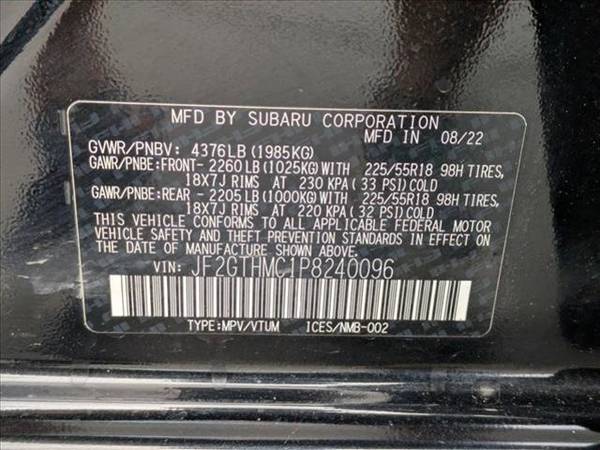 MFD BY SUBARU CORPORATION
MFD IN 08/22
GVWR/PNBV: 4376LB (1985KG)
GAWR/PNBE:FRONT- 2260 LB (1025KG) WITH 225/55R18 98H TIRES,
18X7J RIMS AT 230 KPA ( 33 PSI) COLD
GAWR/PNBE:REAR - 2205 LB (1000KG) WITH 225/55R18 98H TIRES,
18X7J RIMS AT 220 KPA ( 32 PSI) COLD
THIS VEHICLE CONFORMS TO ALL APPLICABLE FEDERAL MOTOR
VEHICLE SAFETY AND THEFT PREVENTION STANDARDS IN EFFECT ON
THE DATE OF MANUFACTURE SHOWN ABOVE.
VIN: JF2GTHMC1P8240096
TYPE:MPV/VTUM ICES/NMB-002